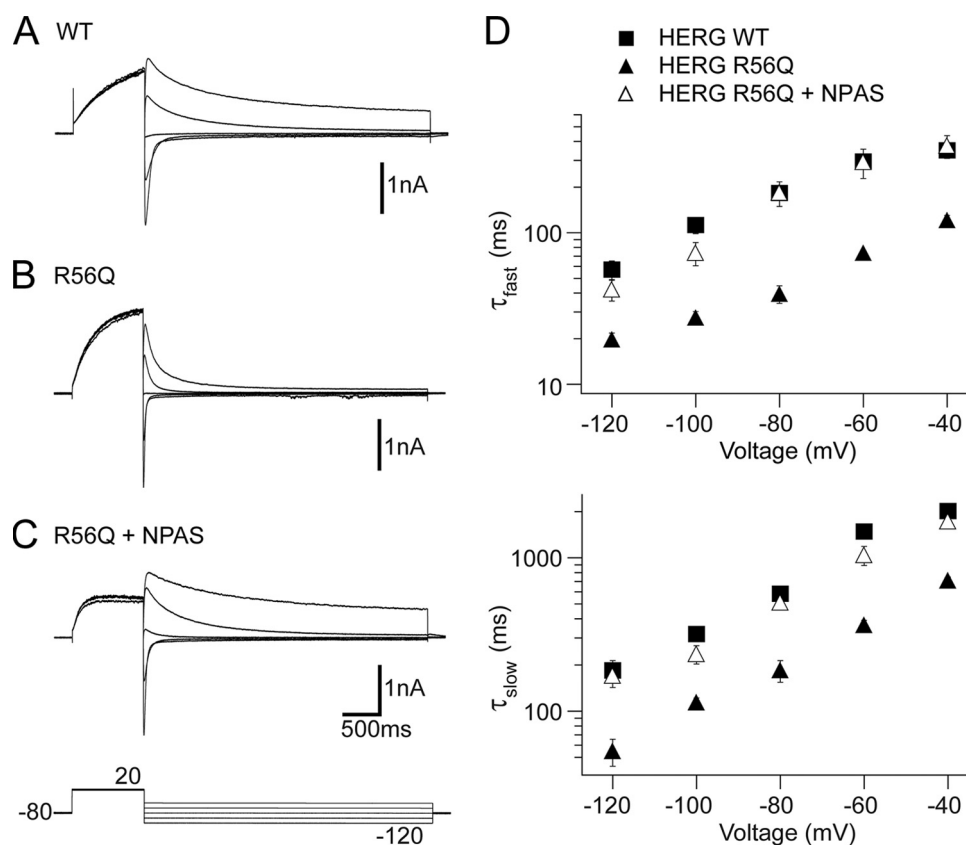 A WT
1nA
B R56Q
1nA
C R56Q + NPAS
1nA
500ms
20
-80
-120
D
HERG WT
HERG R56Q
HERG R56Q + NPAS
τfast (ms)
100
10
-120 -100 -80 -60 -40
Voltage (mV)
τslow (ms)
1000
100
-120 -100 -80 -60 -40
Voltage (mV)